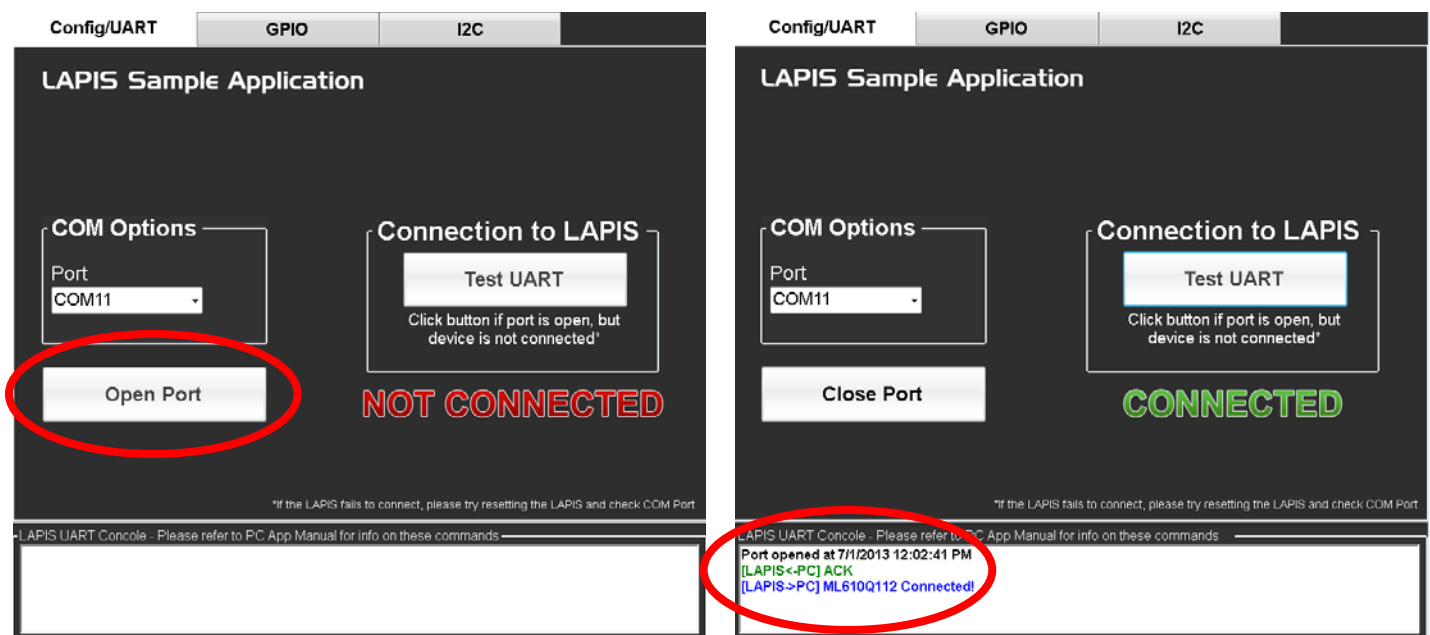 Config/UART
GPIO
I2C
LAPIS Sample Application
COM Options
Port
COM11
Open Port
Connection to LAPIS
Test UART
Click button if port is open, but
device is not connected*
NOT CONNECTED
*If the LAPIS fails to connect, please try resetting the LAPIS and check COM Port
LAPIS UART Concole - Please refer to PC App Manual for info on these commands
Config/UART
GPIO
I2C
LAPIS Sample Application
COM Options
Port
COM11
Close Port
Connection to LAPIS
Test UART
Click button if port is open, but
device is not connected*
CONNECTED
*If the LAPIS fails to connect, please try resetting the LAPIS and check COM Port
LAPIS UART Concole - Please refer to PC App Manual for info on these commands
Port opened at 7/1/2013 12:02:41 PM
[LAPIS<-PC] ACK
[LAPIS->PC] ML610Q112 Connected!